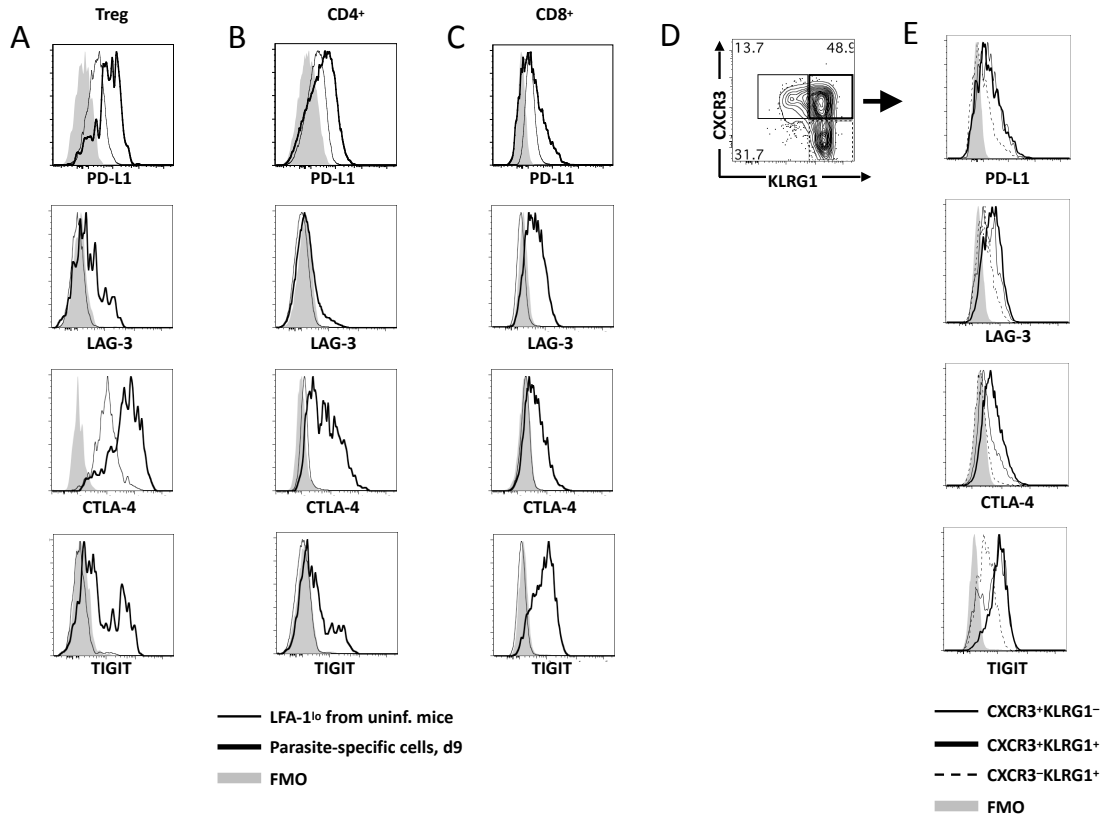 Treg
CD4⁺
CD8⁺
A
B
C
D
E
PD-L1
PD-L1
PD-L1
13.7
48.9
31.7
CXCR3
KLRG1
PD-L1
LAG-3
LAG-3
LAG-3
LAG-3
CTLA-4
CTLA-4
CTLA-4
CTLA-4
TIGIT
TIGIT
TIGIT
TIGIT
LFA-1ˡᵒ from uninf. mice
Parasite-specific cells, d9
FMO
CXCR3⁺KLRG1⁻
CXCR3⁺KLRG1⁺
CXCR3⁻KLRG1⁺
FMO